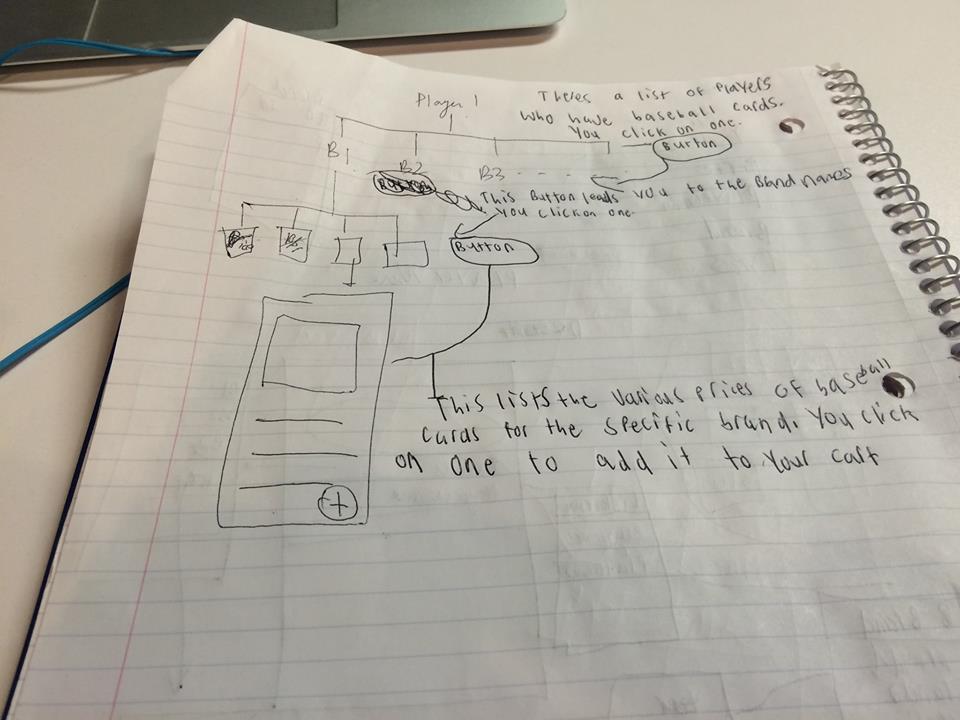 Player 1
Theres a list of Players
who have baseball cards.
You click on one.
Button
B1
B2
B3 - - - -
This Button leads you to the Brand names
You click on one.
Button
This lists the various prices of baseball
cards for the specific brand. You click
on one to add it to Your cart
+